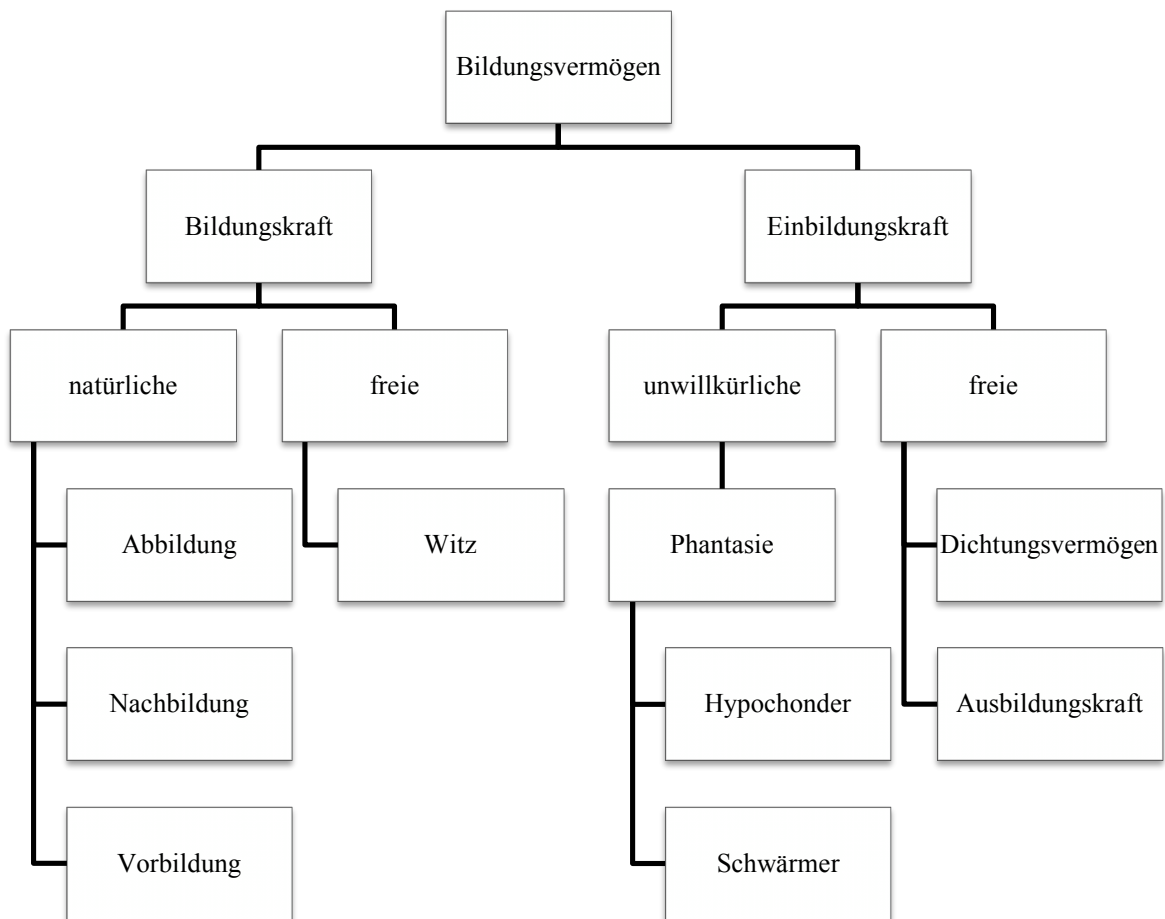 Bildungsvermögen
Bildungskraft
Einbildungskraft
natürliche
freie
unwillkürliche
freie
Abbildung
Witz
Phantasie
Dichtungsvermögen
Nachbildung
Hypochonder
Ausbildungskraft
Vorbildung
Schwärmer